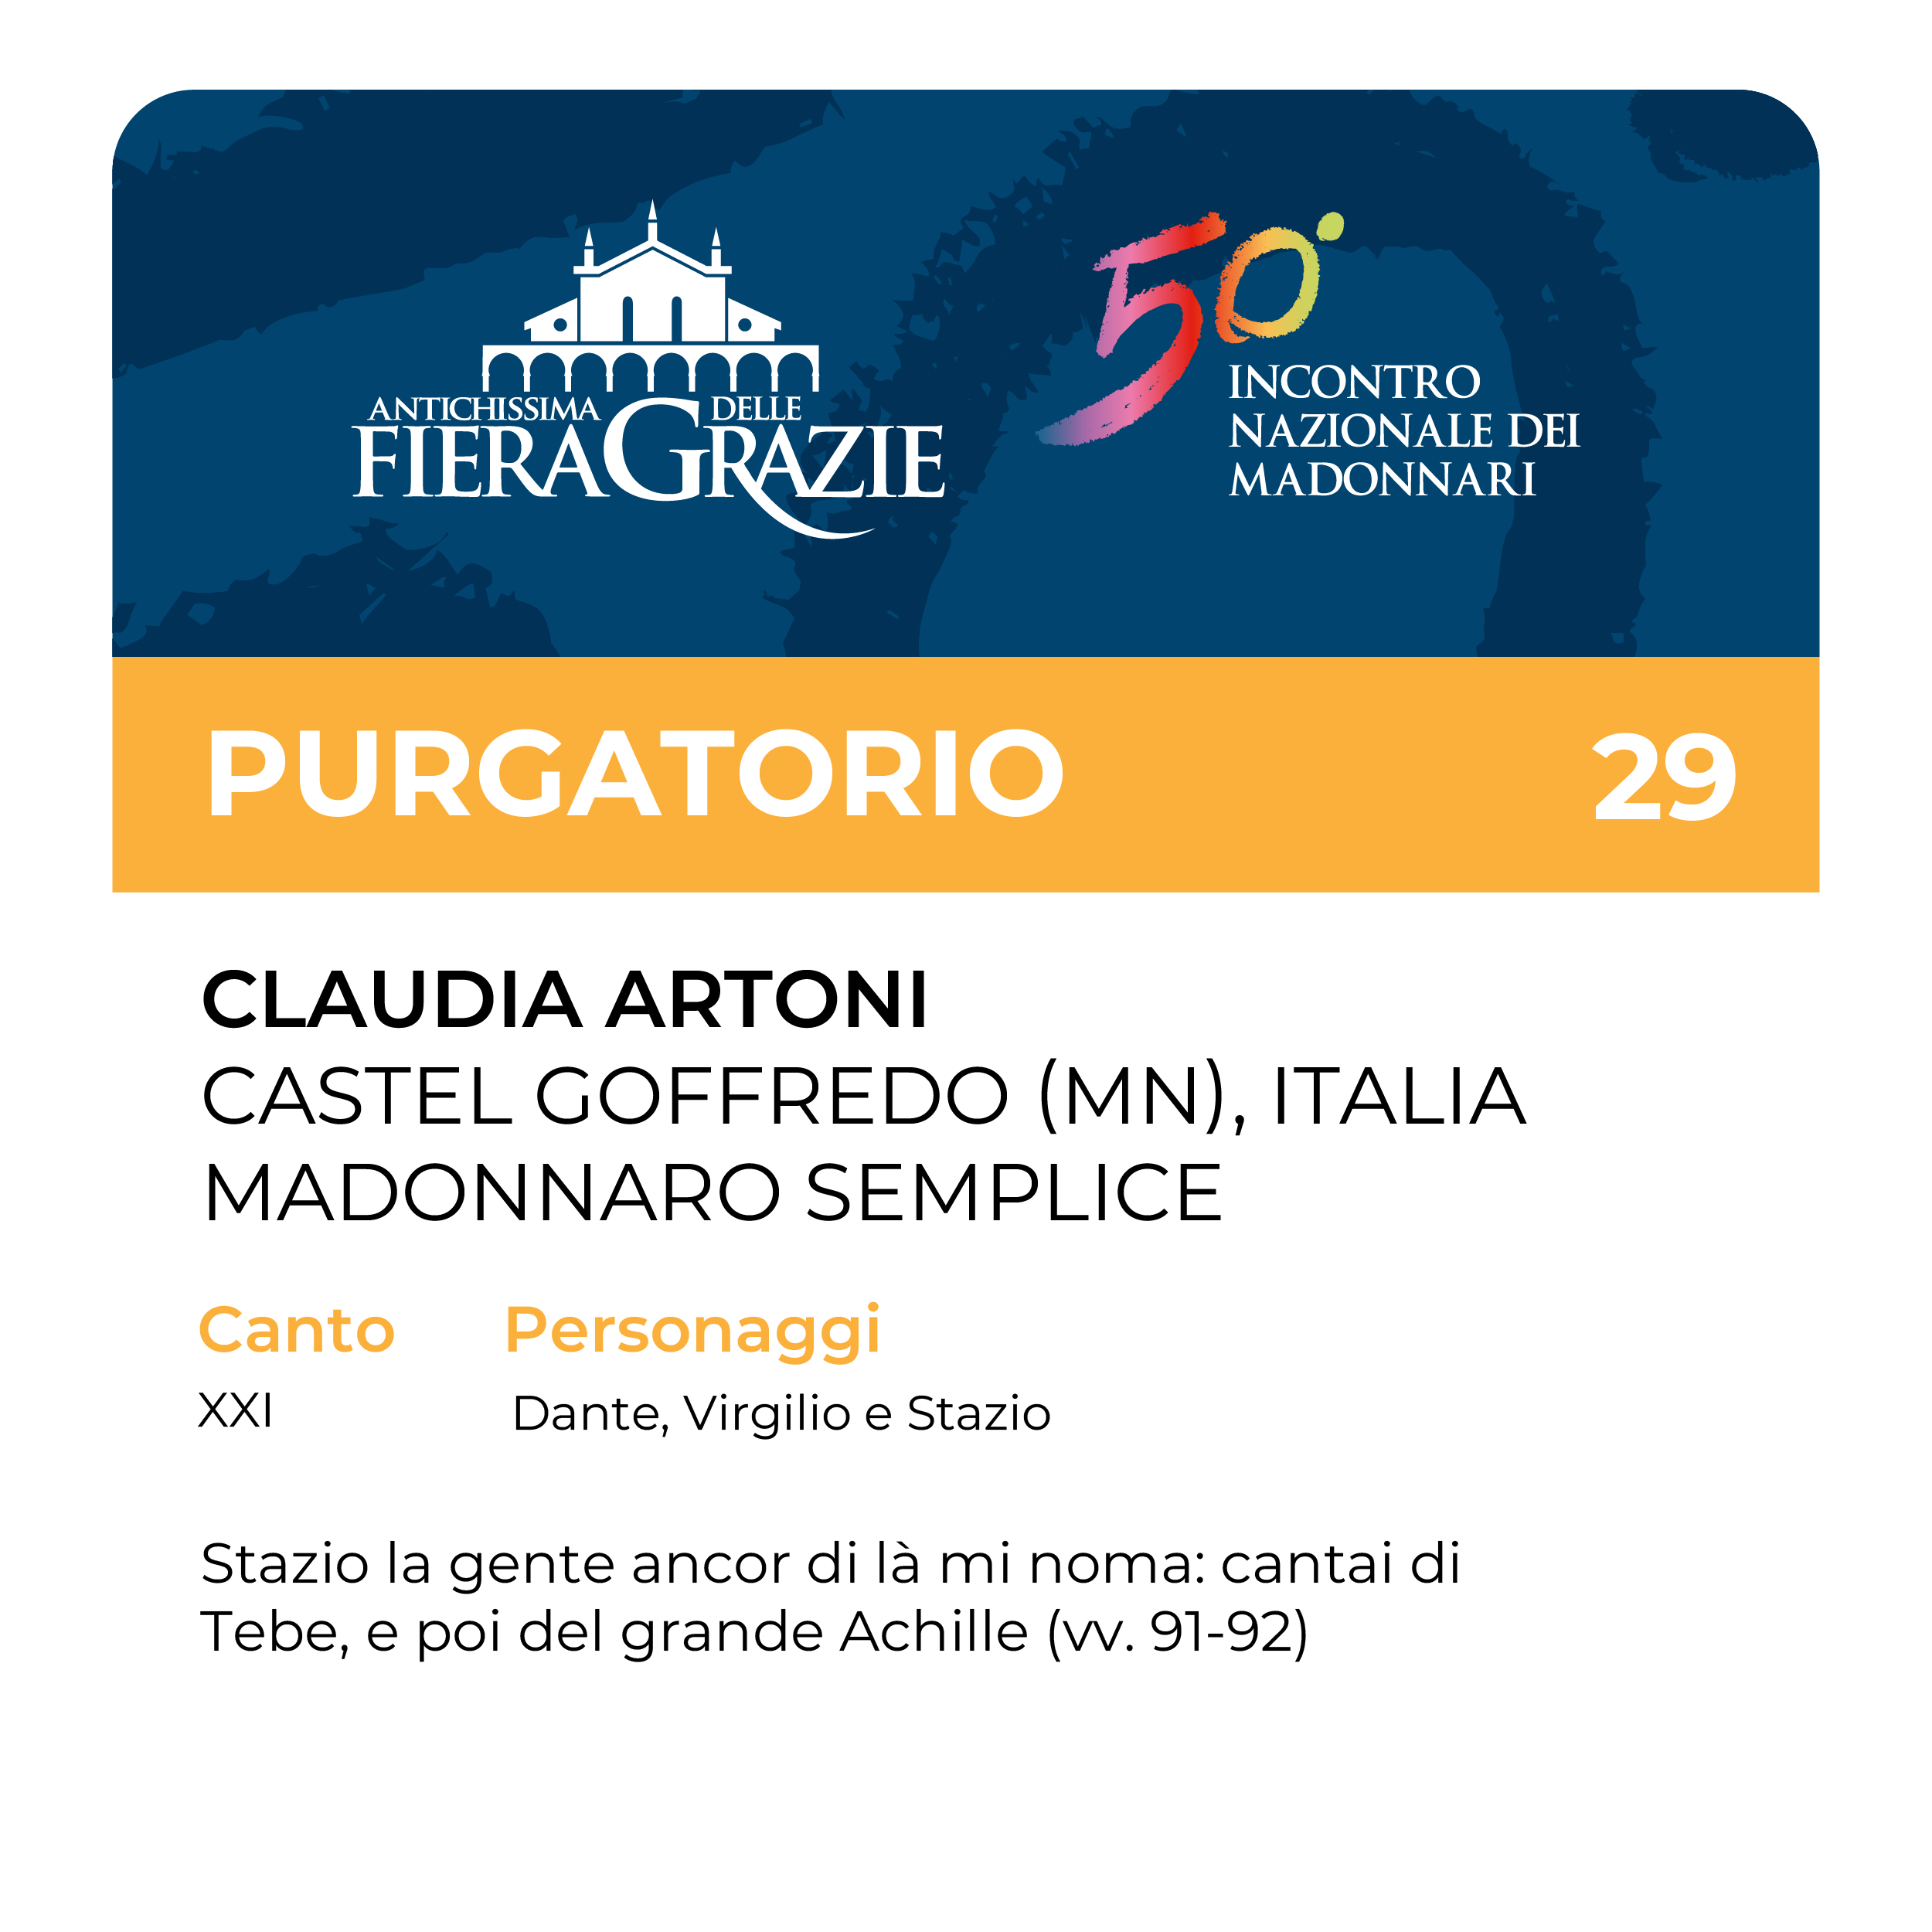 ANTICHISSIMA DELLE
FIERA GRAZIE
50°
INCONTRO
NAZIONALE DEI
MADONNARI
PURGATORIO 29
CLAUDIA ARTONI
CASTEL GOFFREDO (MN), ITALIA
MADONNARO SEMPLICE
Canto Personaggi
XXI Dante, Virgilio e Stazio
Stazio la gente ancor di là mi noma: cantai di
Tebe, e poi del grande Achille (vv. 91-92)